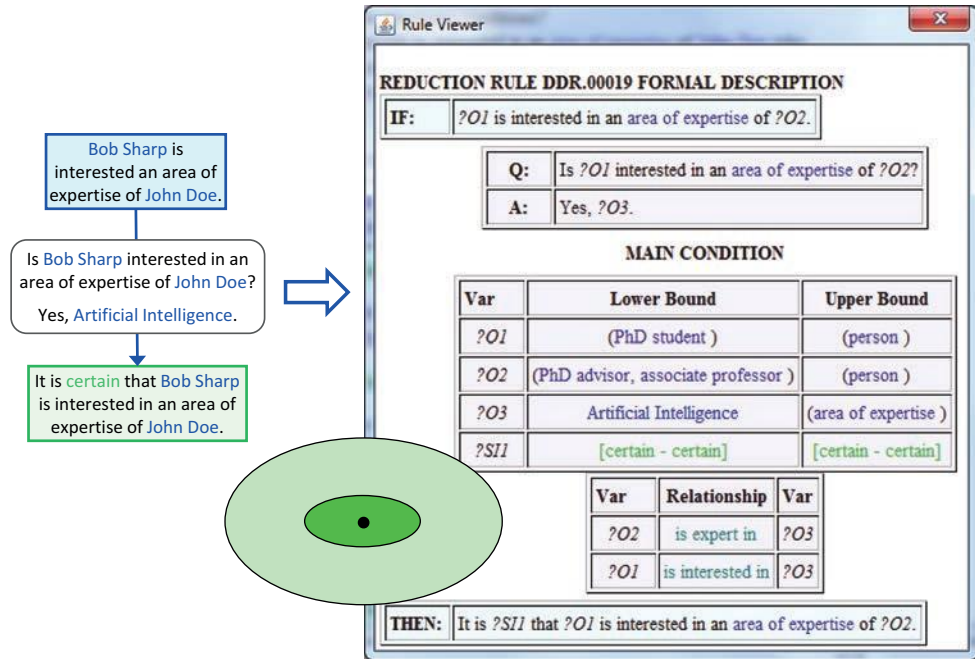 Bob Sharp is
interested an area of
expertise of John Doe.
Is Bob Sharp interested in an
area of expertise of John Doe?
Yes, Artificial Intelligence.
It is certain that Bob Sharp
is interested in an area of
expertise of John Doe.
Rule Viewer
REDUCTION RULE DDR.00019 FORMAL DESCRIPTION
IF: ?O1 is interested in an area of expertise of ?O2.
Q: Is ?O1 interested in an area of expertise of ?O2?
A: Yes, ?O3.
MAIN CONDITION
Var Lower Bound Upper Bound
?O1 (PhD student ) (person )
?O2 (PhD advisor, associate professor ) (person )
?O3 Artificial Intelligence (area of expertise )
?SI1 [certain - certain] [certain - certain]
Var Relationship Var
?O2 is expert in ?O3
?O1 is interested in ?O3
THEN: It is ?SI1 that ?O1 is interested in an area of expertise of ?O2.